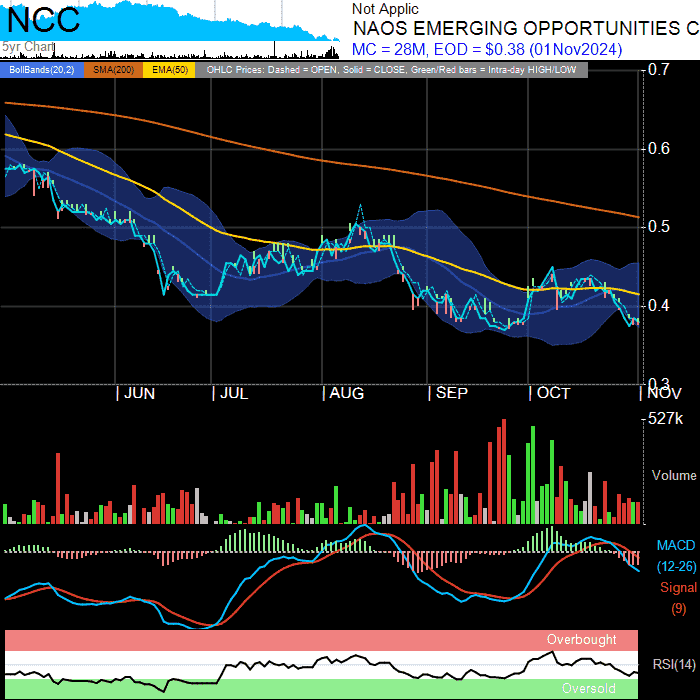 NCC
Not Applic
NAOS EMERGING OPPORTUNITIES C
5yr Chart
MC = 28M, EOD = $0.38 (01Nov2024)
BollBands(20,2) SMA(200) EMA(50) OHLC Prices: Dashed = OPEN, Solid = CLOSE, Green/Red bars = Intra-day HIGH/LOW
0.7
0.6
0.5
0.4
0.3
JUN JUL AUG SEP OCT NOV
527k
Volume
MACD
(12-26)
Signal
(9)
Overbought
RSI(14)
Oversold